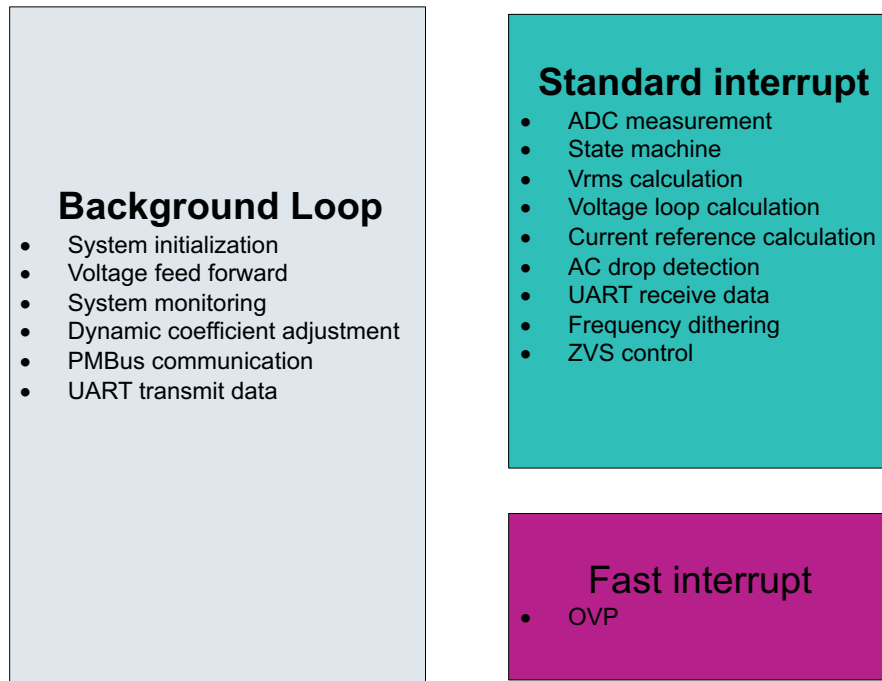 Background Loop
• System initialization
• Voltage feed forward
• System monitoring
• Dynamic coefficient adjustment
• PMBus communication
• UART transmit data
Standard interrupt
• ADC measurement
• State machine
• Vrms calculation
• Voltage loop calculation
• Current reference calculation
• AC drop detection
• UART receive data
• Frequency dithering
• ZVS control
Fast interrupt
• OVP